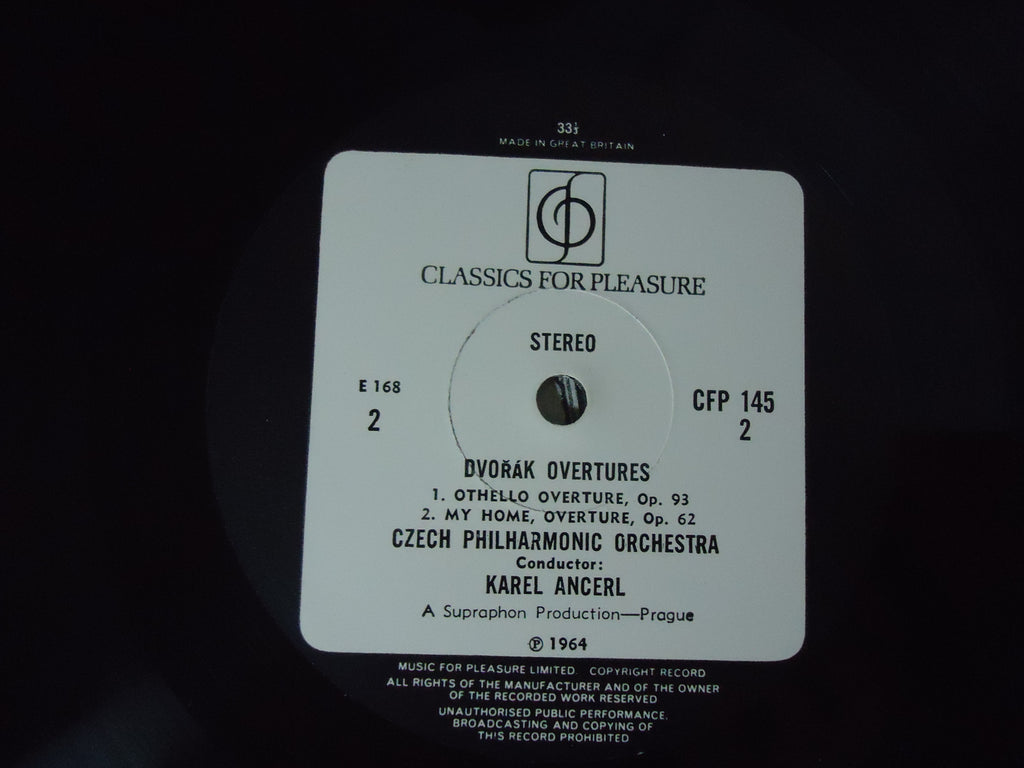 33⅓
MADE IN GREAT BRITAIN
CLASSICS FOR PLEASURE
STEREO
E 168
2
CFP 145
2
DVOŘÁK OVERTURES
1. OTHELLO OVERTURE, Op. 93
2. MY HOME, OVERTURE, Op. 62
CZECH PHILHARMONIC ORCHESTRA
Conductor:
KAREL ANCERL
A Supraphon Production—Prague
℗ 1964
MUSIC FOR PLEASURE LIMITED. COPYRIGHT RECORD
ALL RIGHTS OF THE MANUFACTURER AND OF THE OWNER
OF THE RECORDED WORK RESERVED
UNAUTHORISED PUBLIC PERFORMANCE,
BROADCASTING AND COPYING OF
THIS RECORD PROHIBITED